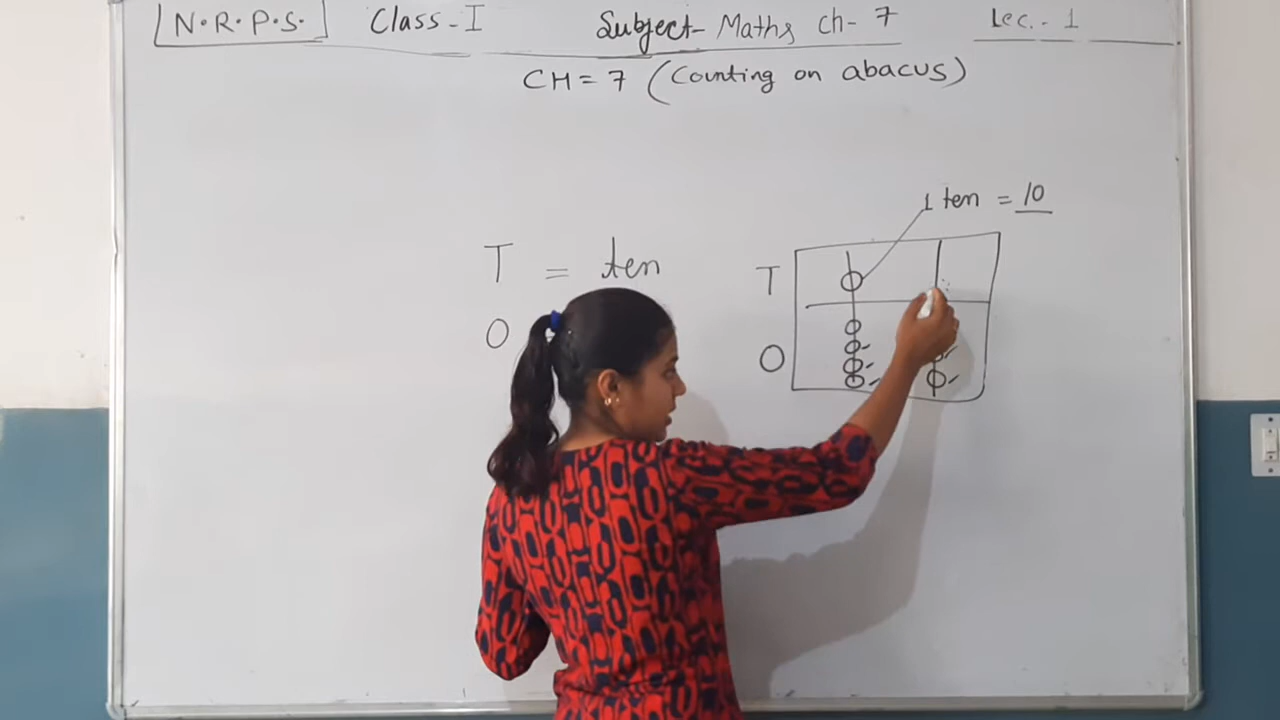 N.R.P.S. Class-I Subject- Maths Ch-7 Lec.-1
CH=7 (Counting on abacus)
1 ten = 10
T = ten T
O O